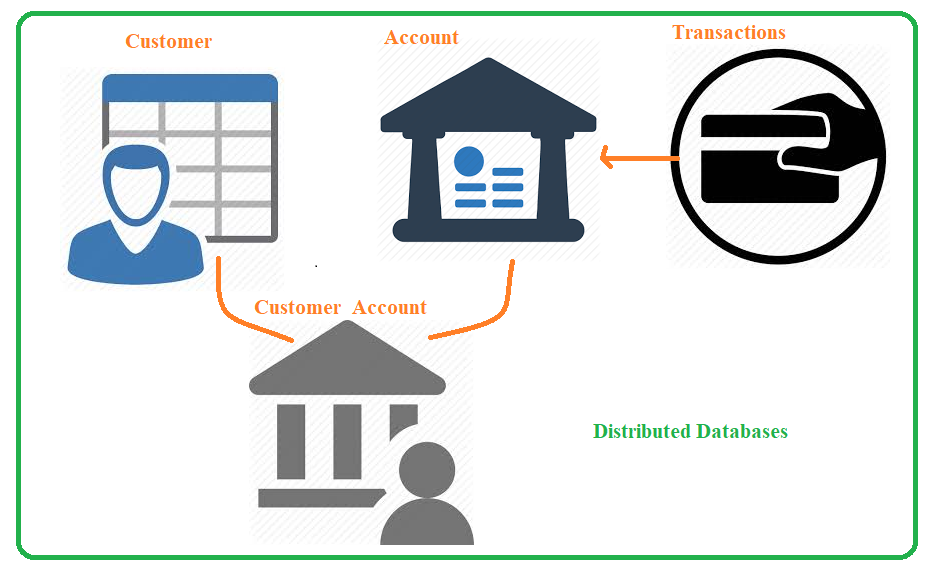 Customer
Account
Transactions
Customer Account
Distributed Databases